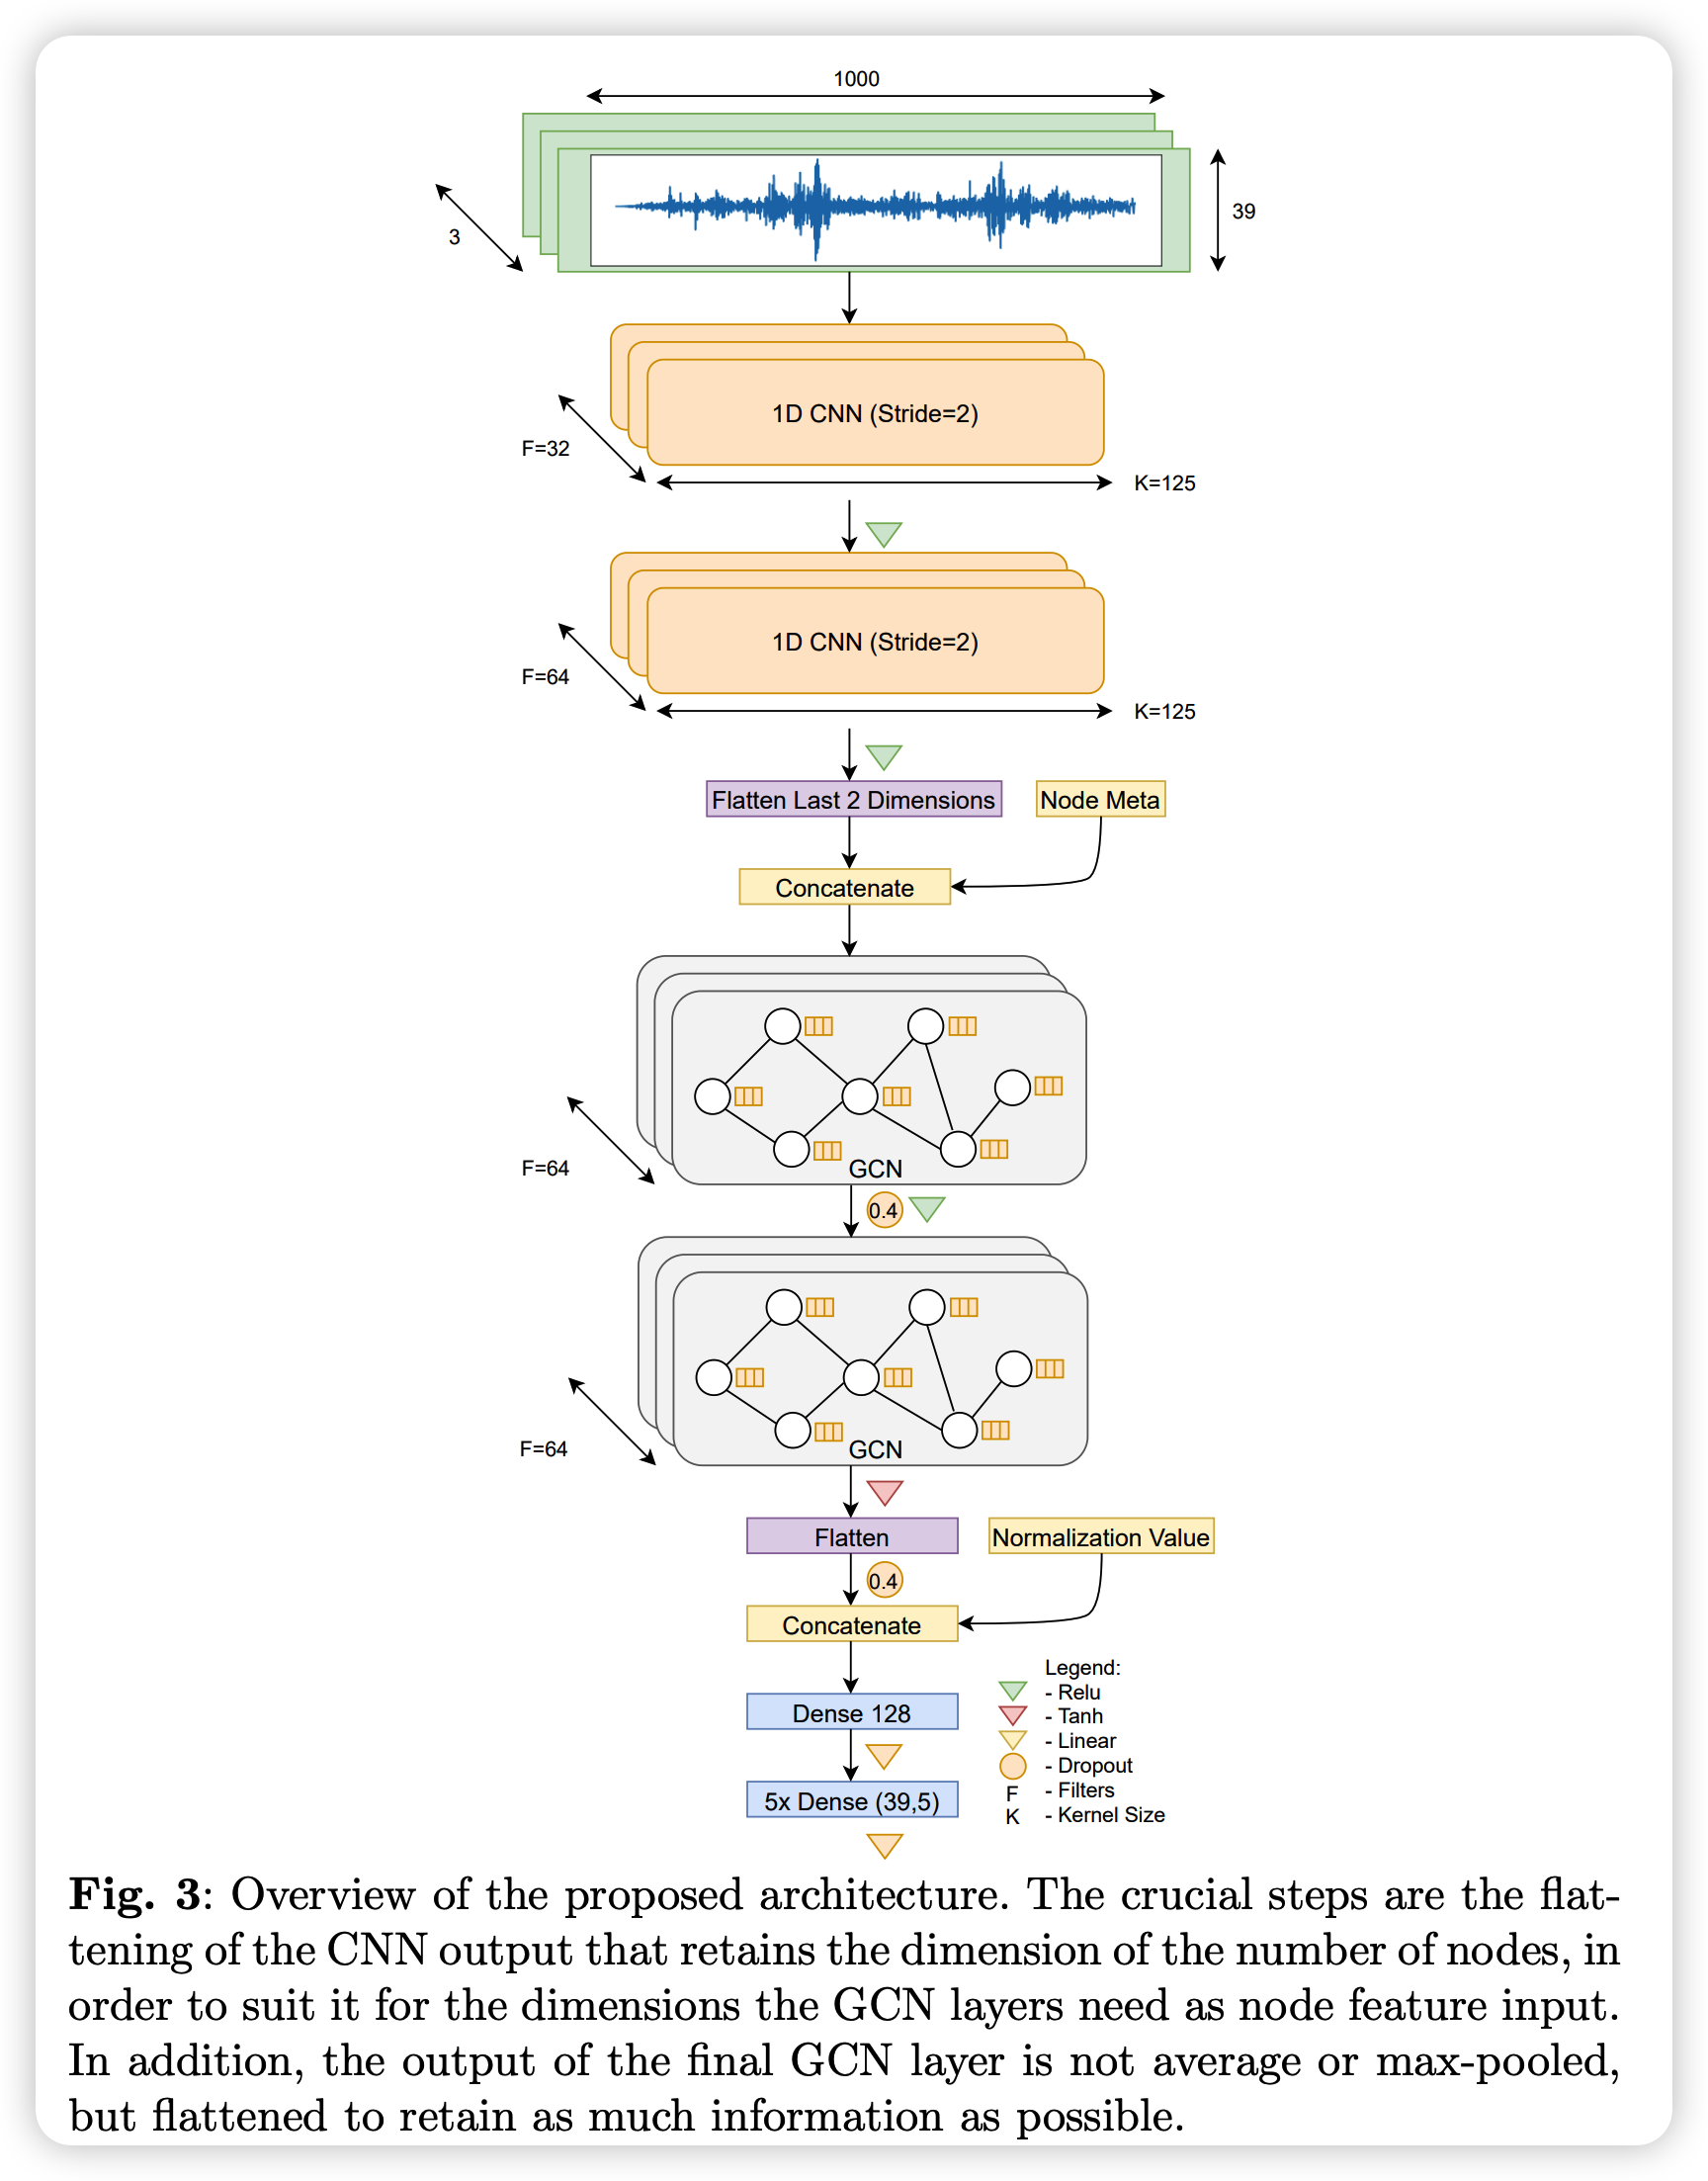 1000
3
39
1D CNN (Stride=2)
F=32
K=125
1D CNN (Stride=2)
F=64
K=125
Flatten Last 2 Dimensions
Node Meta
Concatenate
GCN
F=64
0.4
GCN
F=64
Flatten
Normalization Value
0.4
Concatenate
Dense 128
5x Dense (39,5)
Legend:
- Relu
- Tanh
- Linear
- Dropout
F - Filters
K - Kernel Size
Fig. 3: Overview of the proposed architecture. The crucial steps are the flat-
tening of the CNN output that retains the dimension of the number of nodes, in
order to suit it for the dimensions the GCN layers need as node feature input.
In addition, the output of the final GCN layer is not average or max-pooled,
but flattened to retain as much information as possible.